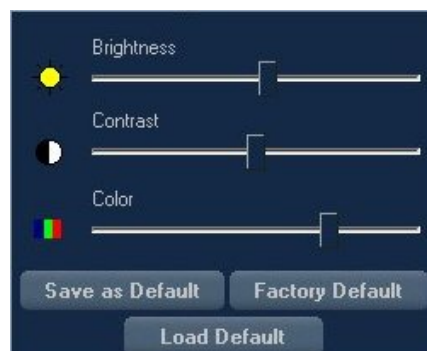 Brightness
Contrast
Color
Save as Default Factory Default
Load Default